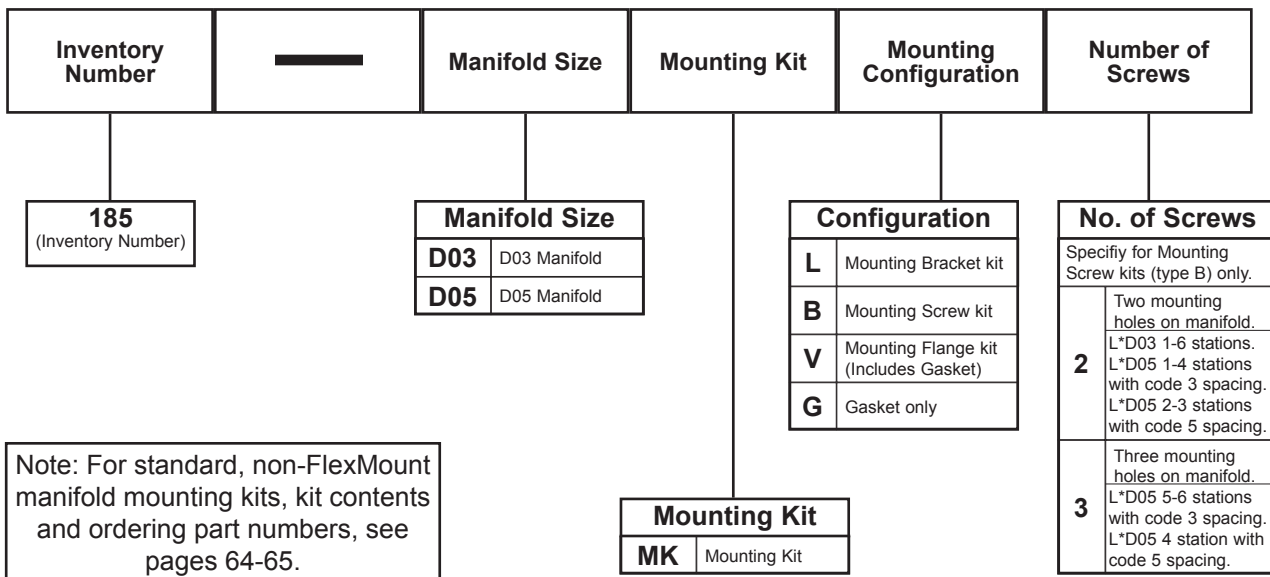 Inventory
Number
Manifold Size
Mounting Kit
Mounting
Configuration
Number of
Screws
185
(Inventory Number)
Manifold Size
D03 D03 Manifold
D05 D05 Manifold
Configuration
L Mounting Bracket kit
B Mounting Screw kit
V Mounting Flange kit
(Includes Gasket)
G Gasket only
No. of Screws
Specifiy for Mounting
Screw kits (type B) only.
2
Two mounting
holes on manifold.
L*D03 1-6 stations.
L*D05 1-4 stations
with code 3 spacing.
L*D05 2-3 stations
with code 5 spacing.
3
Three mounting
holes on manifold.
L*D05 5-6 stations
with code 3 spacing.
L*D05 4 station with
code 5 spacing.
Note: For standard, non-FlexMount
manifold mounting kits, kit contents
and ordering part numbers, see
pages 64-65.
Mounting Kit
MK Mounting Kit